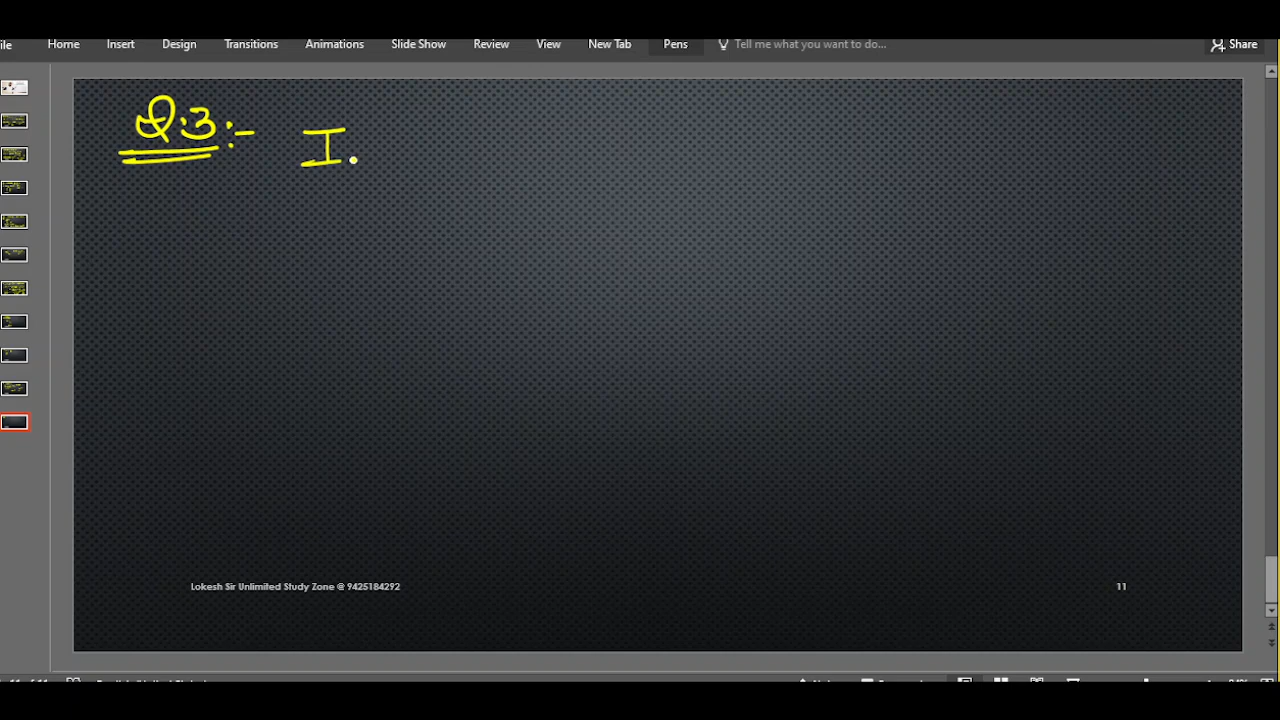 File Home Insert Design Transitions Animations Slide Show Review View New Tab Pens Tell me what you want to do... Share
Q.3:- I
Lokesh Sir Unlimited Study Zone @ 9425184292 11